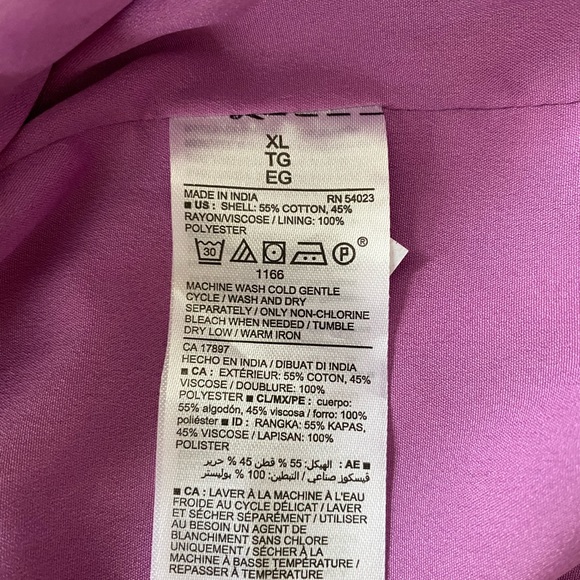 XL
TG
EG
MADE IN INDIA RN 54023
■ US : SHELL: 55% COTTON, 45%
RAYON/VISCOSE / LINING: 100%
POLYESTER
30 P ®
1166
MACHINE WASH COLD GENTLE
CYCLE / WASH AND DRY
SEPARATELY / ONLY NON-CHLORINE
BLEACH WHEN NEEDED / TUMBLE
DRY LOW / WARM IRON
CA 17897
HECHO EN INDIA / DIBUAT DI INDIA
■ CA : EXTÉRIEUR: 55% COTON, 45%
VISCOSE / DOUBLURE: 100%
POLYESTER ■ CL/MX/PE : cuerpo:
55% algodón, 45% viscosa / forro: 100%
poliéster ■ ID : RANGKA: 55% KAPAS,
45% VISCOSE / LAPISAN: 100%
POLISTER
■ AE : الهيكل: 55 % قطن 45 % حرير
فيسكوز صناعي / التبطين: 100 % بوليستر
■ CA : LAVER À LA MACHINE À L'EAU
FROIDE AU CYCLE DÉLICAT / LAVER
ET SÉCHER SÉPARÉMENT / UTILISER
AU BESOIN UN AGENT DE
BLANCHIMENT SANS CHLORE
UNIQUEMENT / SÉCHER À LA
MACHINE À BASSE TEMPÉRATURE /
REPASSER À TEMPÉRATURE